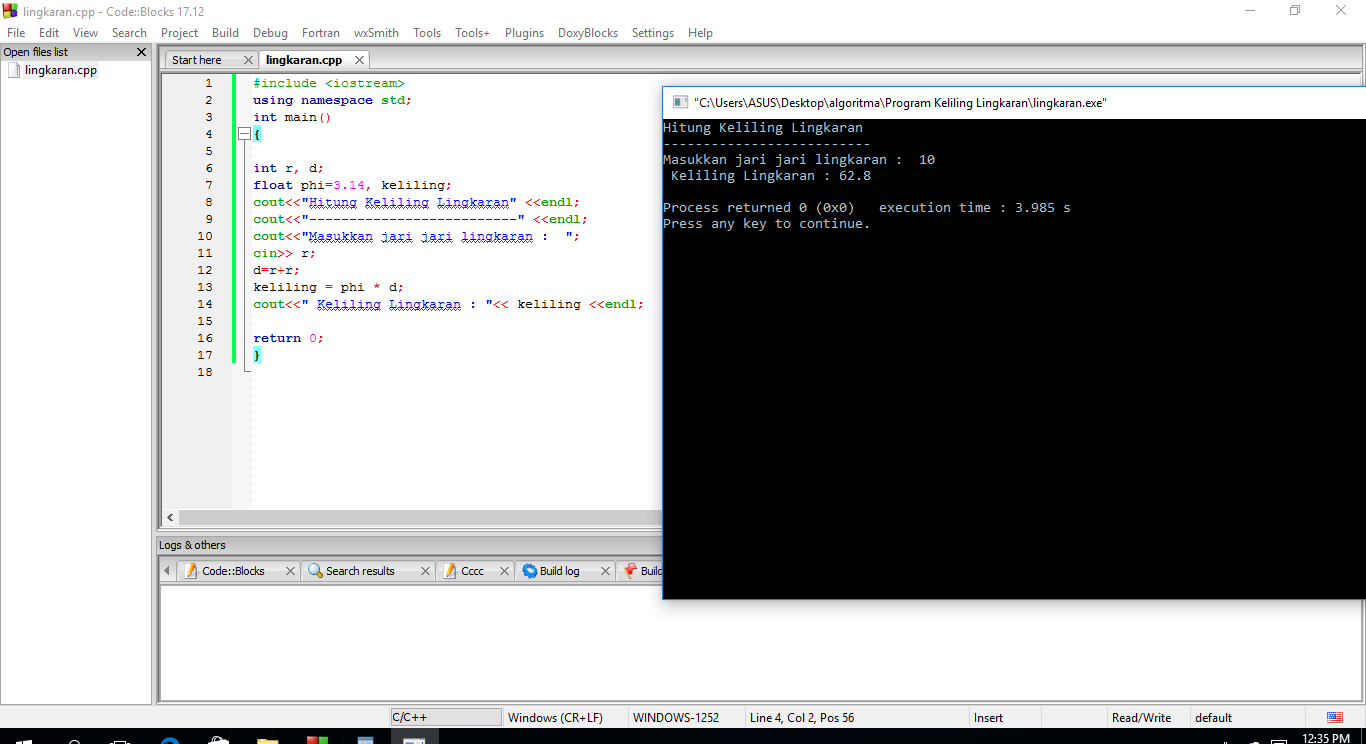 lingkaran.cpp - Code::Blocks 17.12
File Edit View Search Project Build Debug Fortran wxSmith Tools Tools+ Plugins DoxyBlocks Settings Help
Open files list
lingkaran.cpp
Start here lingkaran.cpp
1 #include <iostream>
2 using namespace std;
3 int main()
4 {
5
6 int r, d;
7 float phi=3.14, keliling;
8 cout<<"Hitung Keliling Lingkaran" <<endl;
9 cout<<"--------------------------" <<endl;
10 cout<<"Masukkan jari jari lingkaran :  ";
11 cin>> r;
12 d=r+r;
13 keliling = phi * d;
14 cout<<" Keliling Lingkaran : "<< keliling <<endl;
15
16 return 0;
17 }
18
"C:\Users\ASUS\Desktop\algoritma\Program Keliling Lingkaran\lingkaran.exe"
Hitung Keliling Lingkaran
--------------------------
Masukkan jari jari lingkaran :  10
 Keliling Lingkaran : 62.8
Process returned 0 (0x0)   execution time : 3.985 s
Press any key to continue.
Logs & others
Code::Blocks Search results Cccc Build log Build
C/C++ Windows (CR+LF) WINDOWS-1252 Line 4, Col 2, Pos 56 Insert Read/Write default
12:35 PM